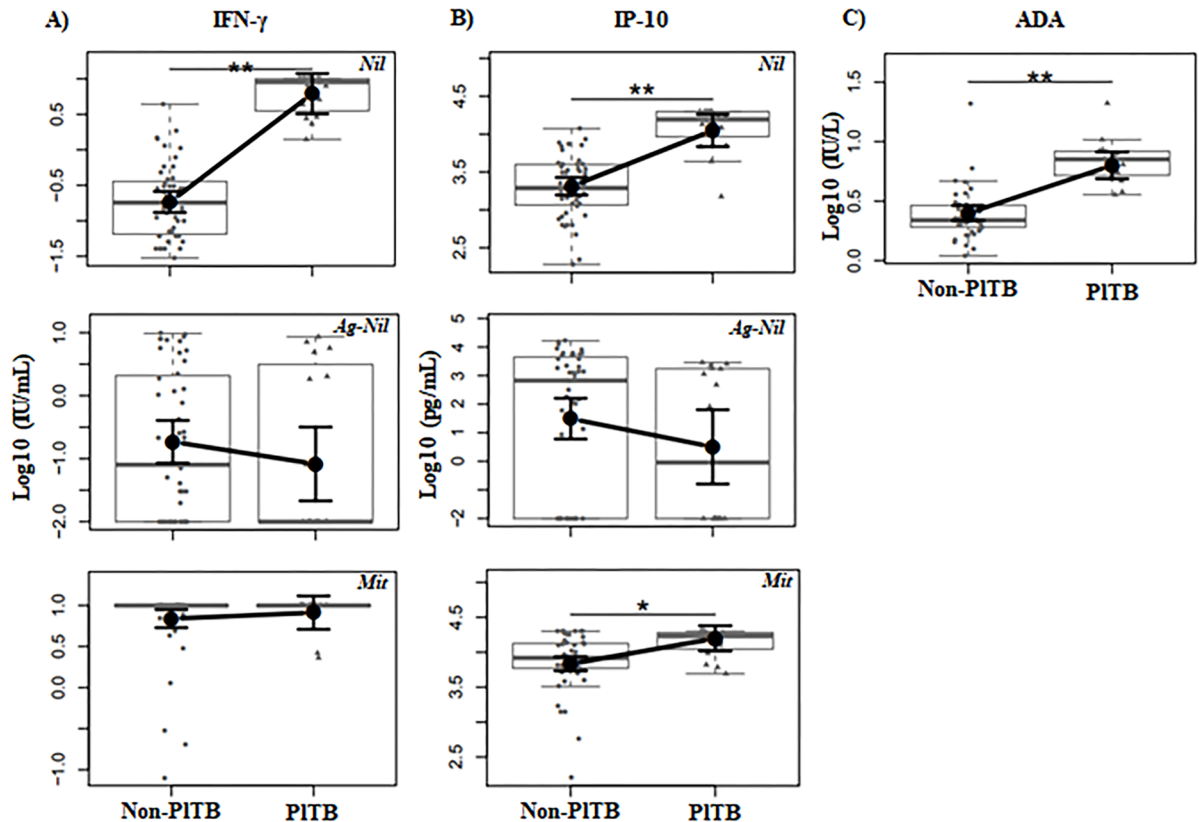 A) IFN-γ B) IP-10 C) ADA
Nil
**
0.5
−0.5
−1.5
Nil
**
4.5
3.5
2.5
**
Log10 (IU/L)
1.5
1.0
0.5
0.0
Non-PlTB PlTB
Ag-Nil
Log10 (IU/mL)
1.0
0.0
−1.0
−2.0
Ag-Nil
Log10 (pg/mL)
5
4
3
1
0
−2
Mit
1.0
0.5
0.0
−1.0
Non-PlTB PlTB
Mit
*
4.5
3.5
2.5
Non-PlTB PlTB